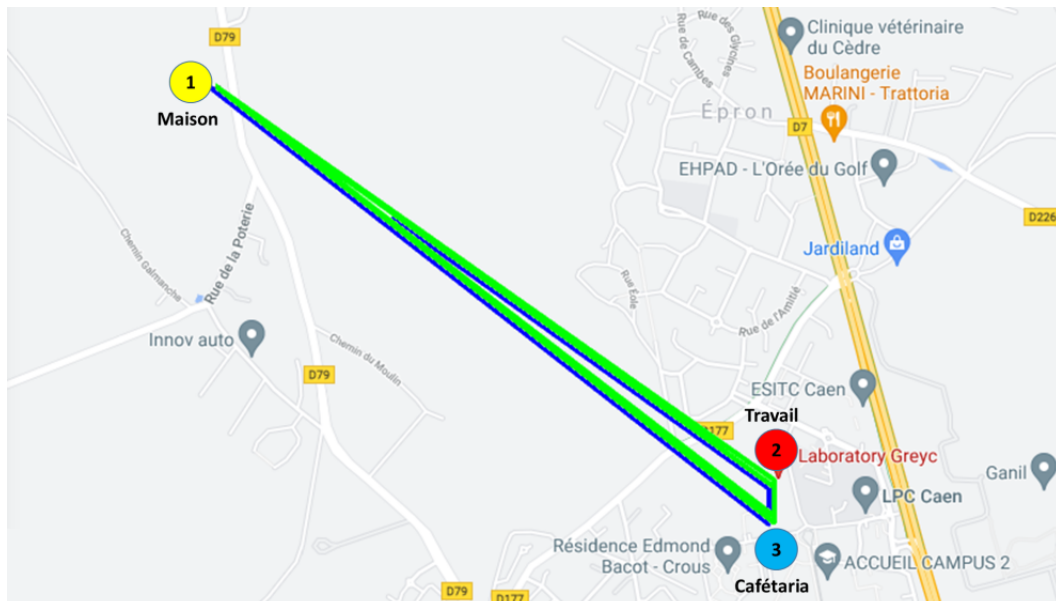 D79
Rue des Glycines
Rue de Cambes
Clinique vétérinaire
du Cèdre
Boulangerie
MARINI - Trattoria
1
Maison
Épron
D7
EHPAD - L'Orée du Golf
D226
Chemin Galmanche
Rue de la Poterie
Jardiland
Rue Éole
Rue de l'Amitié
Innov auto
Chemin du Moulin
D79
ESITC Caen
Travail
D177
2
Laboratory Greyc
Ganil
LPC Caen
Résidence Edmond
Bacot - Crous
3
ACCUEIL CAMPUS 2
Cafétaria
D79
D177